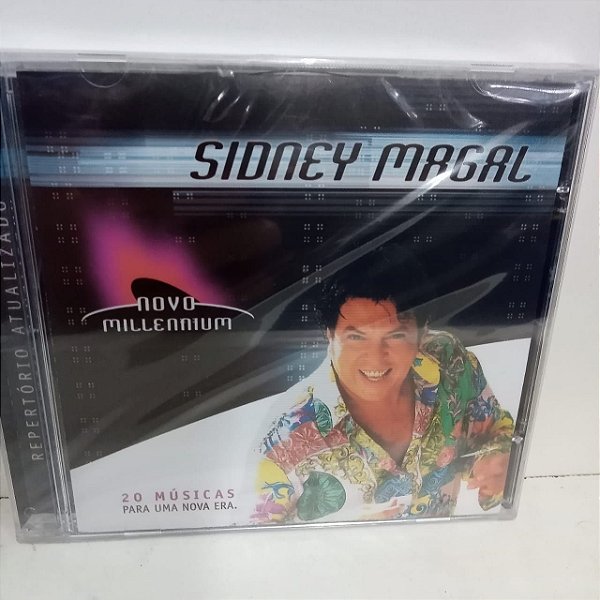 SIDNEY MAGAL
NOVO
MILLENNIUM
20 MÚSICAS
PARA UMA NOVA ERA.
REPERTÓRIO ATUALIZADO